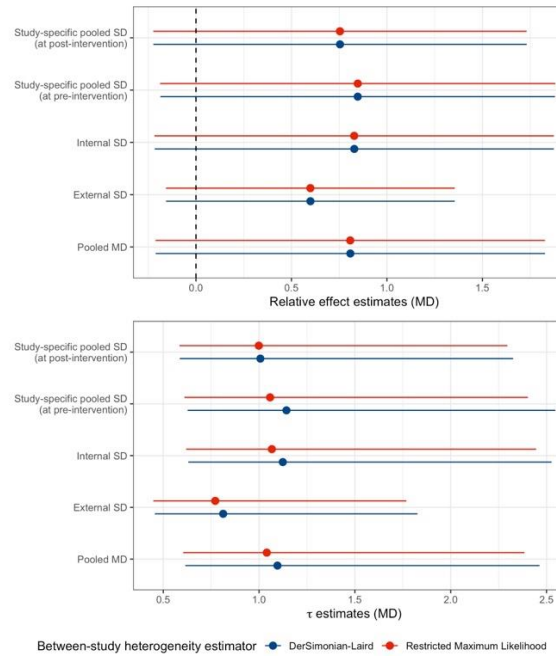 Study-specific pooled SD
(at post-intervention)
Study-specific pooled SD
(at pre-intervention)
Internal SD
External SD
Pooled MD
0.0 0.5 1.0 1.5
Relative effect estimates (MD)
Study-specific pooled SD
(at post-intervention)
Study-specific pooled SD
(at pre-intervention)
Internal SD
External SD
Pooled MD
0.5 1.0 1.5 2.0 2.5
τ estimates (MD)
Between-study heterogeneity estimator DerSimonian-Laird Restricted Maximum Likelihood